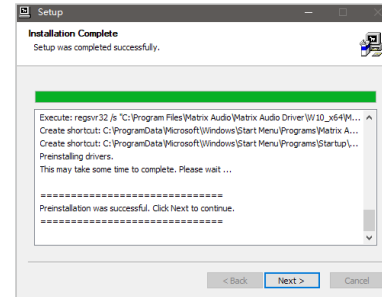 Setup
Installation Complete
Setup was completed successfully.
Execute: regsvr32 /s "C:\Program Files\Matrix Audio\Matrix Audio Driver\W10_x64\M...
Create shortcut: C:\ProgramData\Microsoft\Windows\Start Menu\Programs\Matrix A...
Create shortcut: C:\ProgramData\Microsoft\Windows\Start Menu\Programs\Startup\...
Preinstalling drivers.
This may take some time to complete. Please wait ...
=============================
Preinstallation was successful. Click Next to continue.
=============================
< Back Next > Cancel